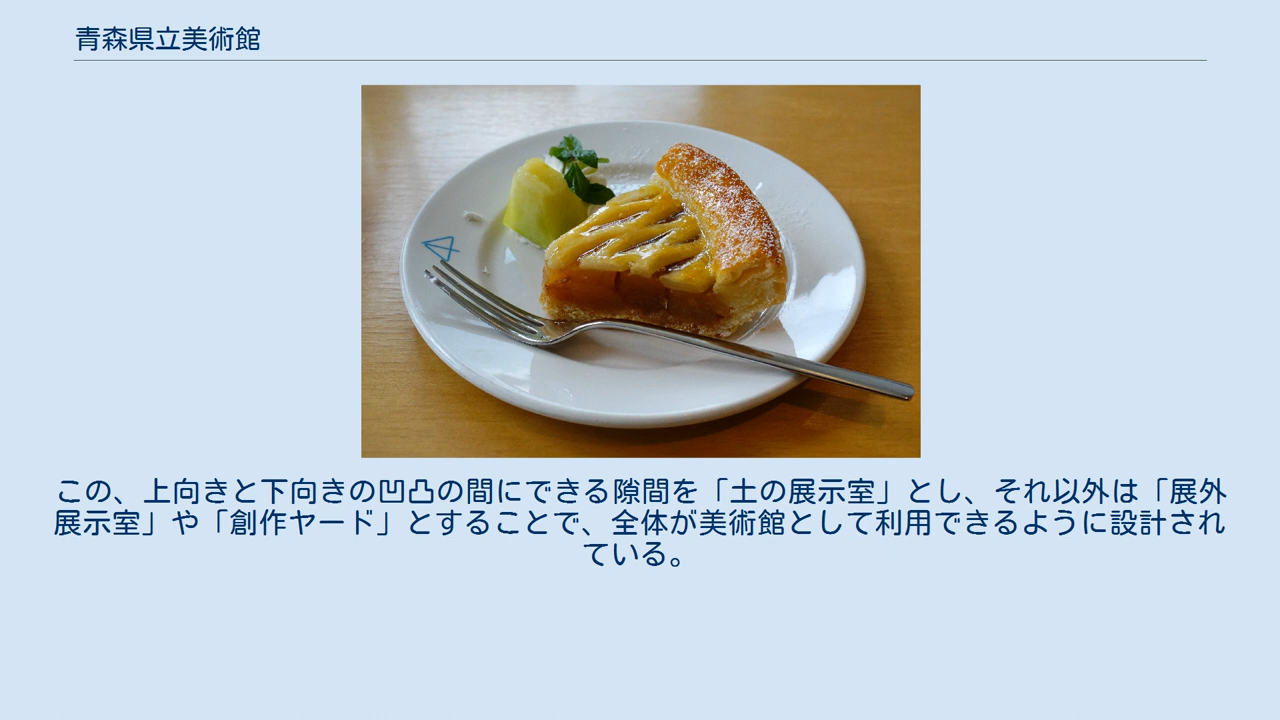 青森県立美術館
この、上向きと下向きの凹凸の間にできる隙間を「土の展示室」とし、それ以外は「展外
展示室」や「創作ヤード」とすることで、全体が美術館として利用できるように設計され
ている。